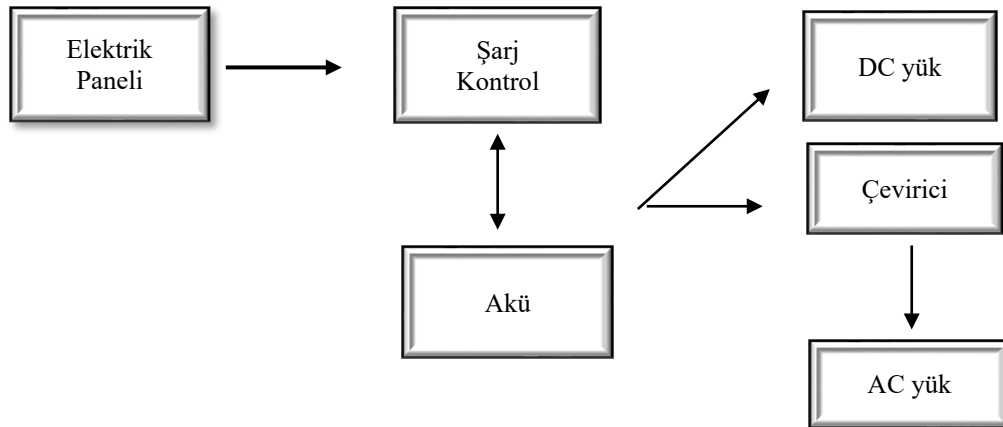 Elektrik
Paneli
Şarj
Kontrol
DC yük
Çevirici
Akü
AC yük